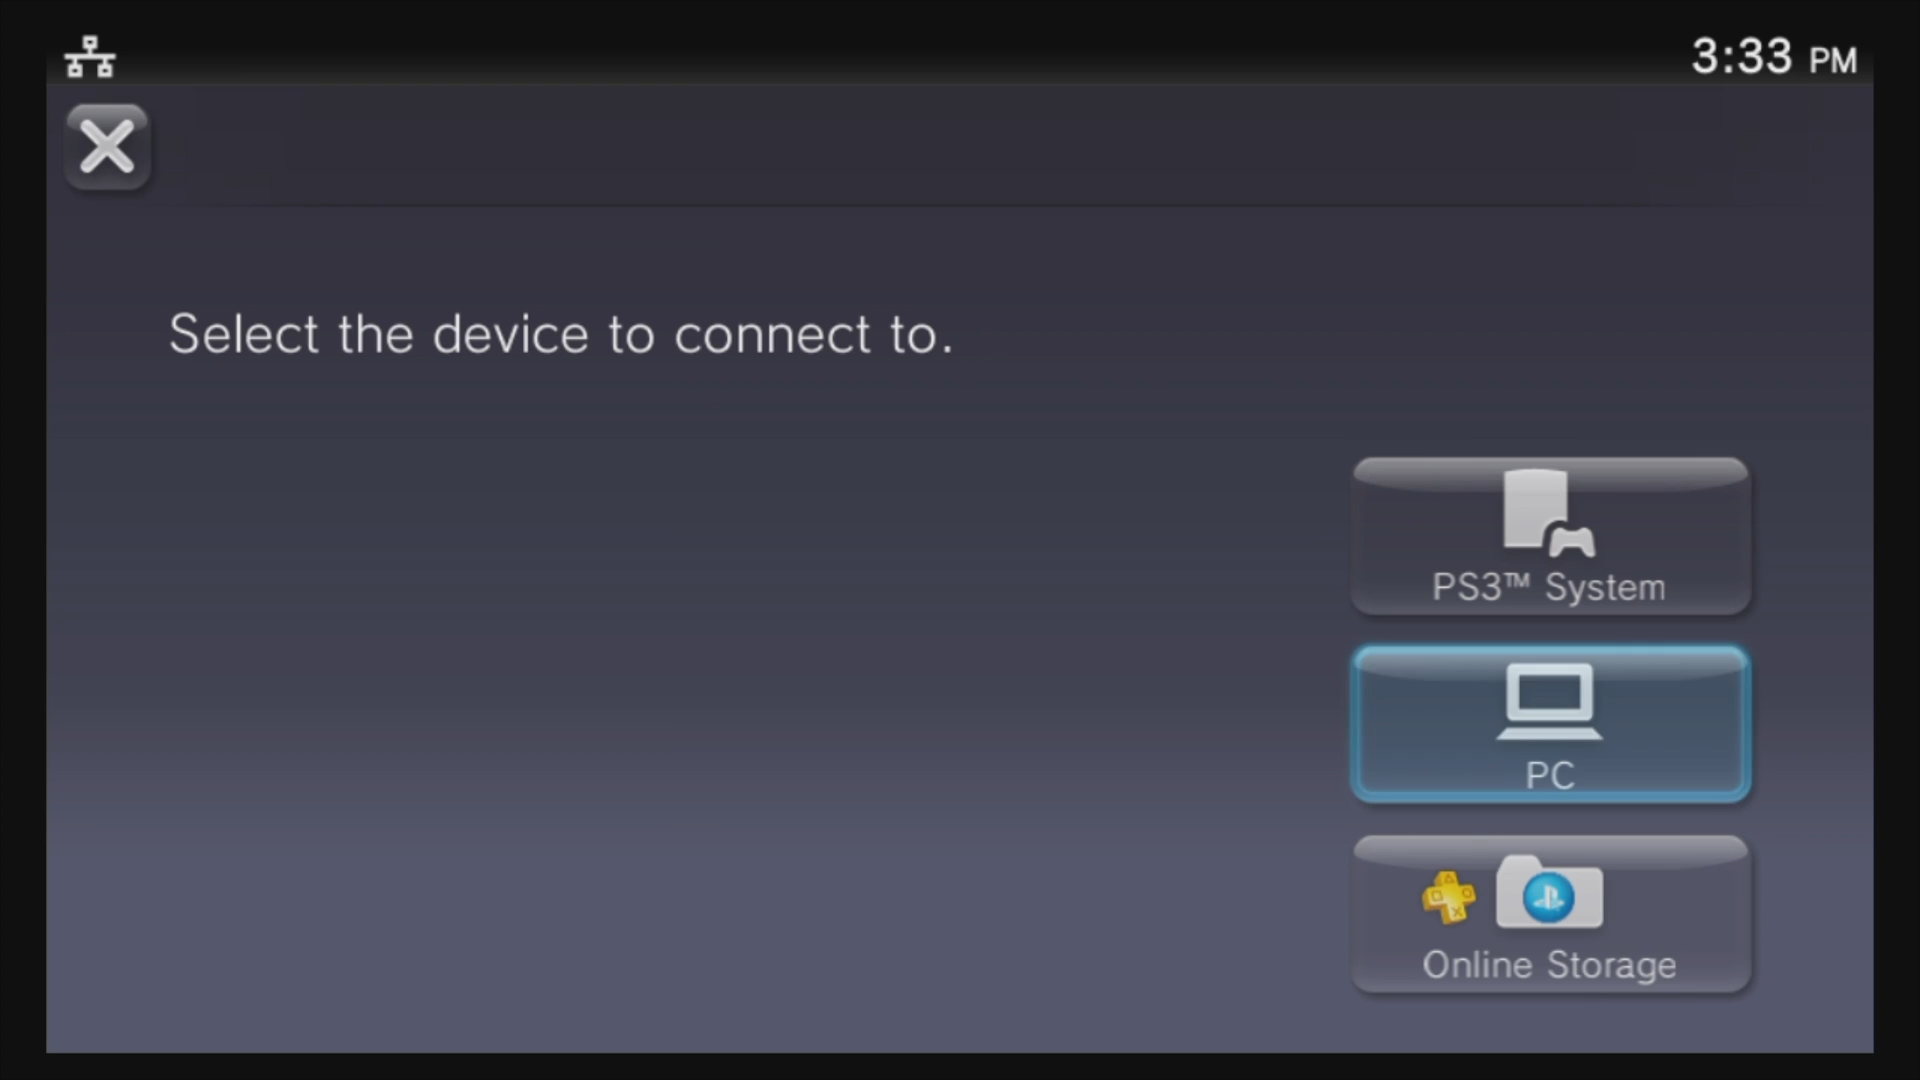 3:33 PM
Select the device to connect to.
PS3™ System
PC
Online Storage